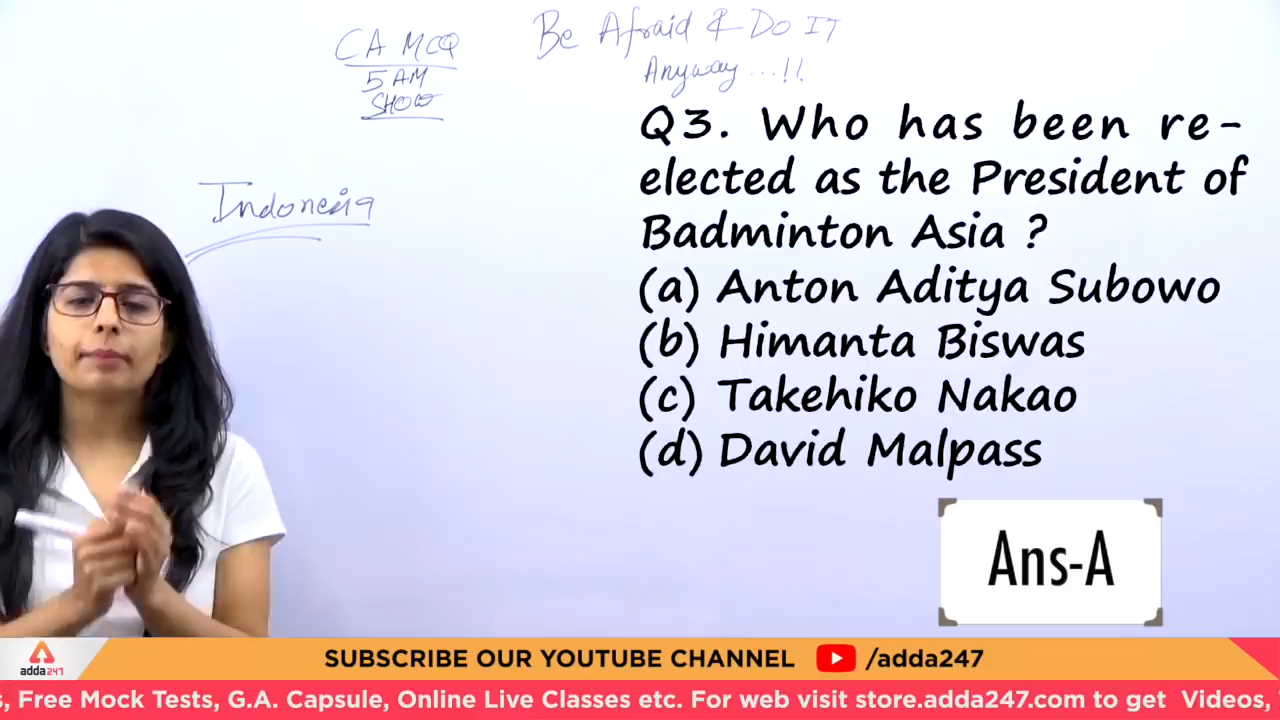 CA MCQ
5 AM
SHOW
Be Afraid & Do IT
Anyway...!!
Indonesia
Q3. Who has been re-
elected as the President of
Badminton Asia ?
(a) Anton Aditya Subowo
(b) Himanta Biswas
(c) Takehiko Nakao
(d) David Malpass
Ans-A
adda247
SUBSCRIBE OUR YOUTUBE CHANNEL /adda247
s, Free Mock Tests, G.A. Capsule, Online Live Classes etc. For web visit store.adda247.com to get Videos,